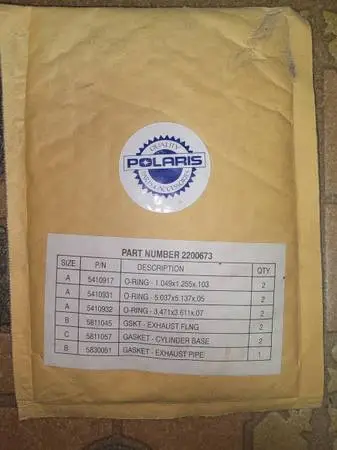 QUALITY
POLARIS
PARTS & ACCESSORIES
PART NUMBER 2200673
SIZE P/N DESCRIPTION QTY
A 5410917 O-RING - 1.049x1.255x.103 2
A 5410931 O-RING - 5.037x5.137x.05 2
A 5410932 O-RING - 3.471x3.611x.07 2
B 5811045 GSKT - EXHAUST FLNG 2
C 5811057 GASKET - CYLINDER BASE 2
B 5830061 GASKET - EXHAUST PIPE 1